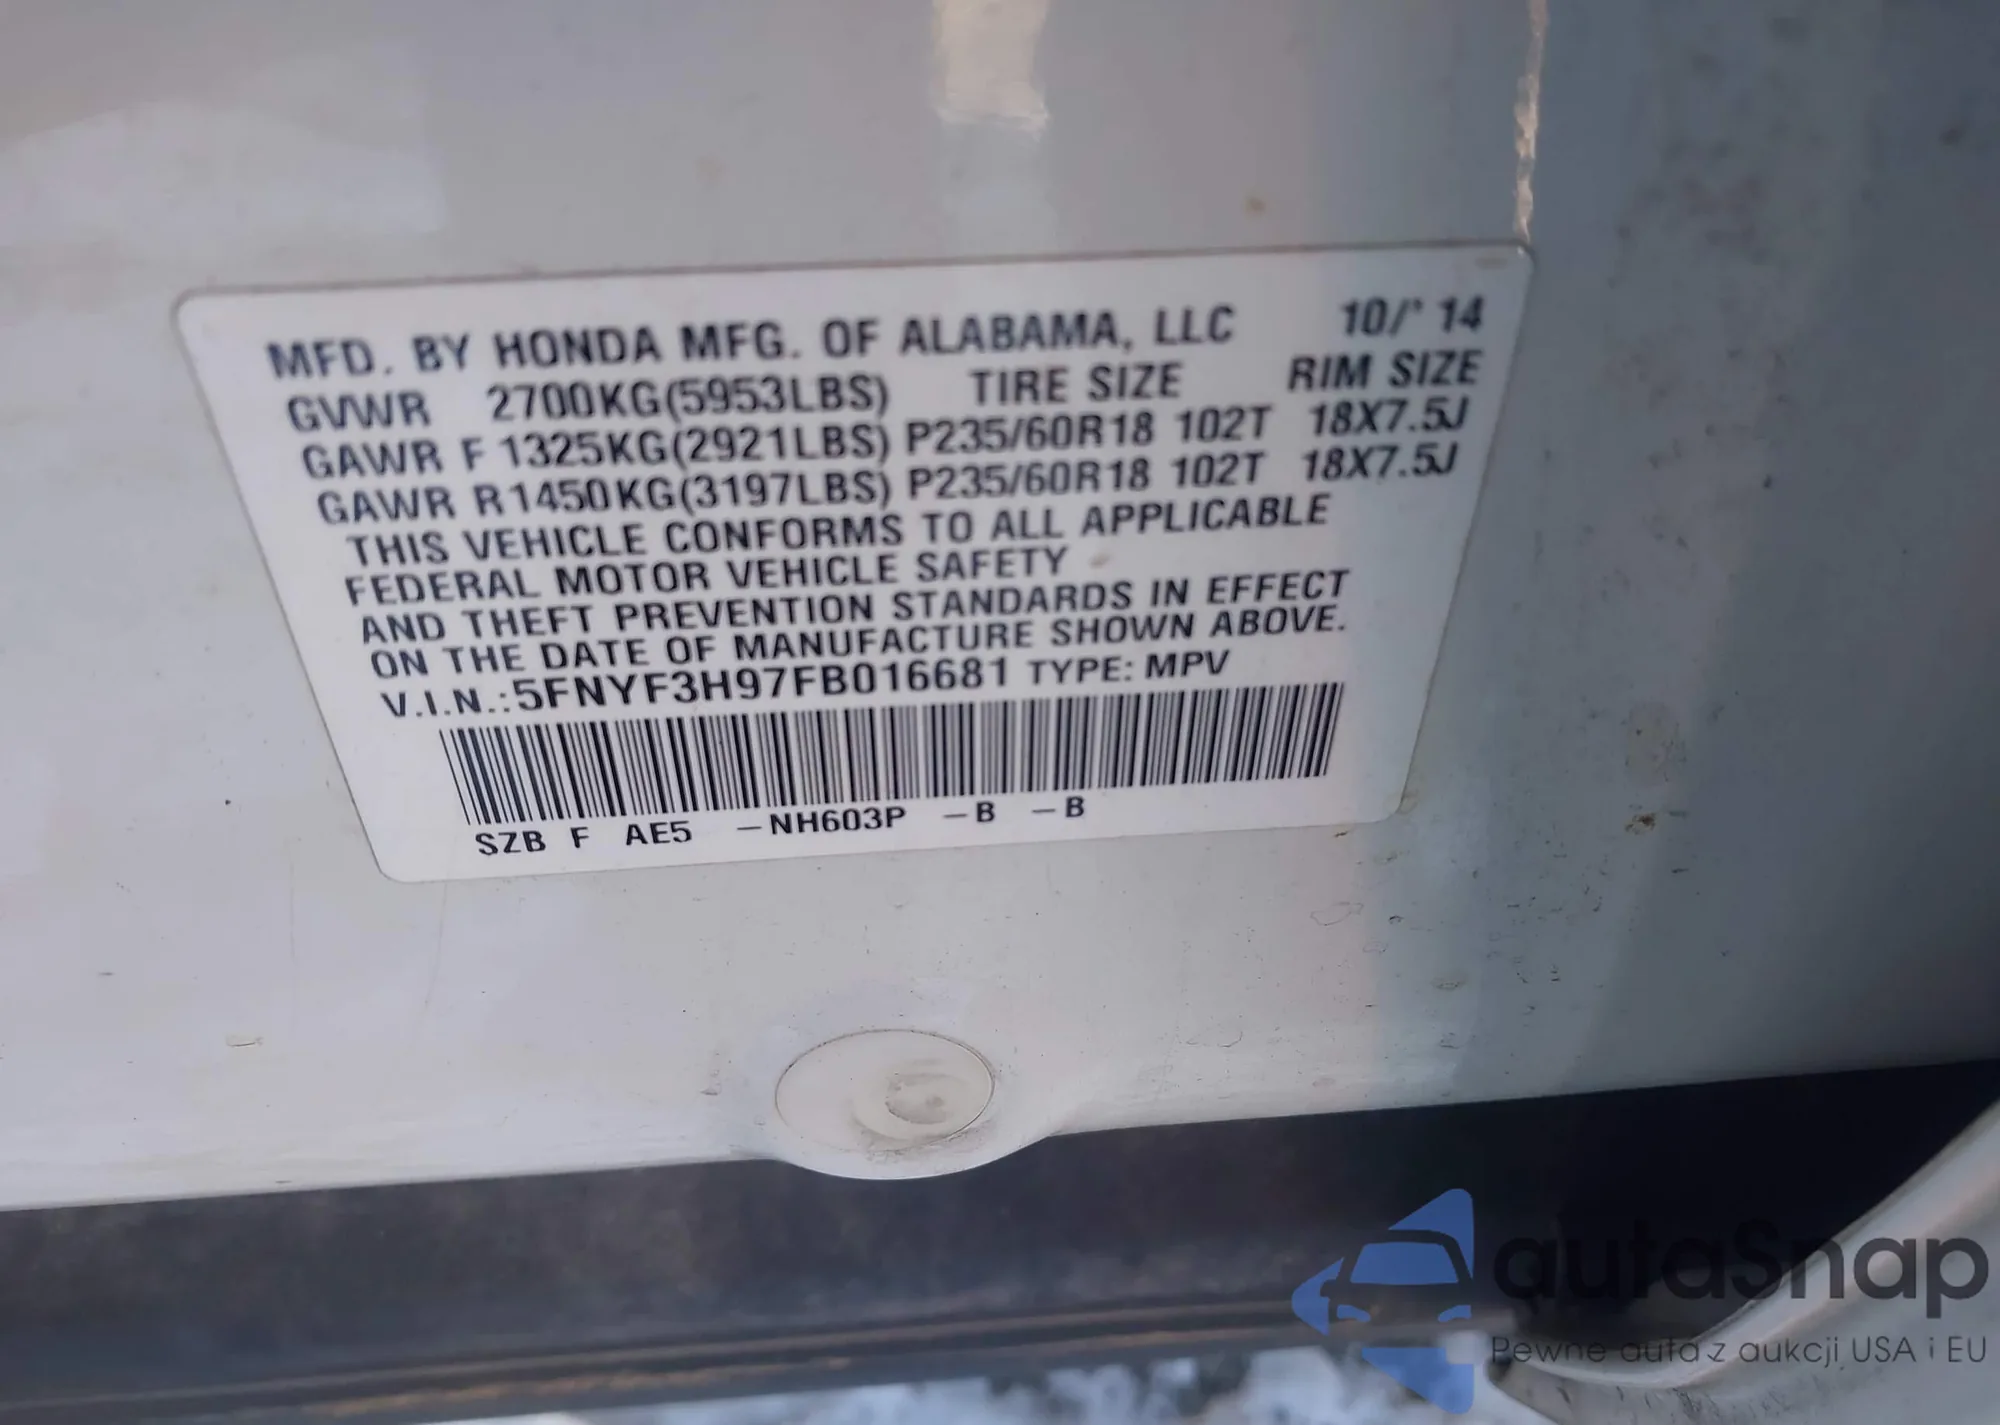 MFD. BY HONDA MFG. OF ALABAMA, LLC 10/' 14
GVWR 2700KG(5953LBS) TIRE SIZE RIM SIZE
GAWR F 1325KG(2921LBS) P235/60R18 102T 18X7.5J
GAWR R1450KG(3197LBS) P235/60R18 102T 18X7.5J
THIS VEHICLE CONFORMS TO ALL APPLICABLE
FEDERAL MOTOR VEHICLE SAFETY
AND THEFT PREVENTION STANDARDS IN EFFECT
ON THE DATE OF MANUFACTURE SHOWN ABOVE.
V.I.N.:5FNYF3H97FB016681 TYPE: MPV
SZB F AE5 –NH603P –B –B
autaSnap
Pewne auta z aukcji USA i EU